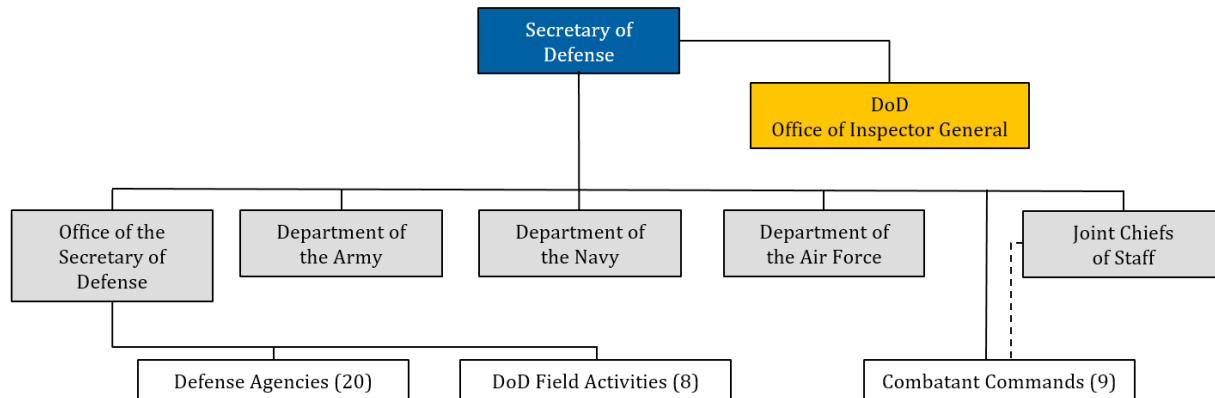 Secretary of
Defense
DoD
Office of Inspector General
Office of the
Secretary of
Defense
Department of
the Army
Department of
the Navy
Department of
the Air Force
Joint Chiefs
of Staff
Defense Agencies (20)
DoD Field Activities (8)
Combatant Commands (9)